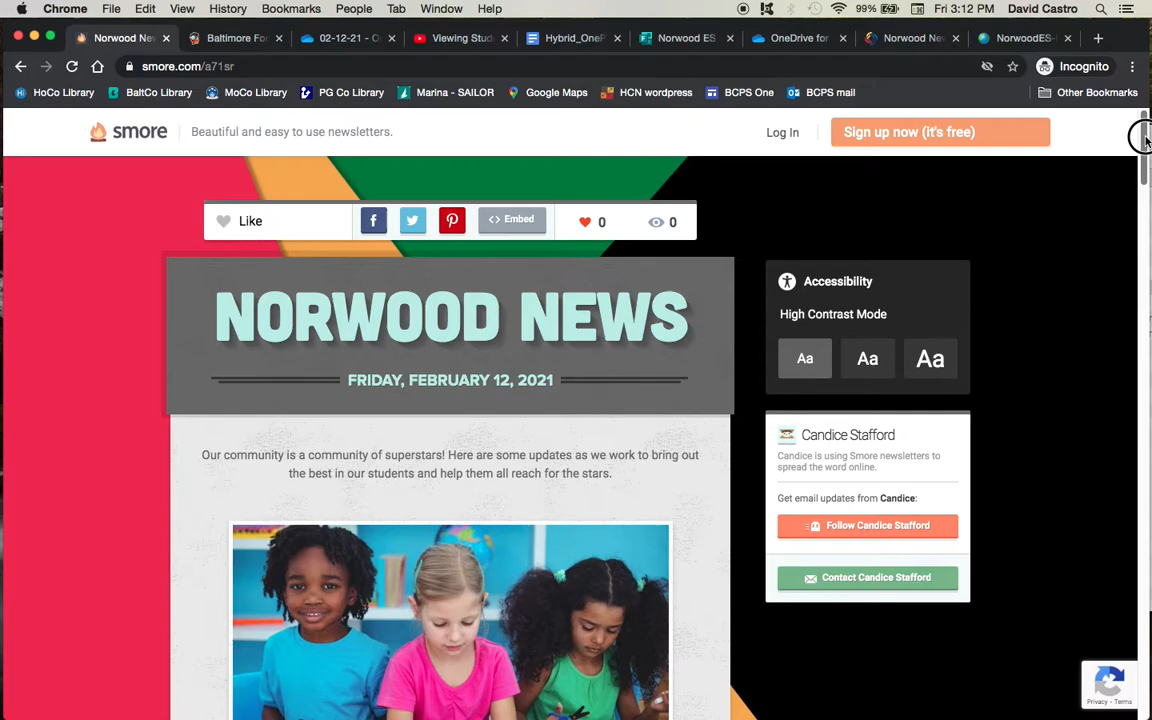 Chrome File Edit View History Bookmarks People Tab Window Help 99% Fri 3:12 PM David Castro
Norwood Ne Baltimore Fo 02-12-21 - O Viewing Stud Hybrid_OneP Norwood ES OneDrive for Norwood Ne NorwoodES-
smore.com/a71sr Incognito
HoCo Library BaltCo Library MoCo Library PG Co Library Marina - SAILOR Google Maps HCN wordpress BCPS One BCPS mail Other Bookmarks
smore Beautiful and easy to use newsletters. Log In Sign up now (it's free)
Like Embed 0 0
NORWOOD NEWS
FRIDAY, FEBRUARY 12, 2021
Our community is a community of superstars! Here are some updates as we work to bring out
the best in our students and help them all reach for the stars.
Accessibility
High Contrast Mode
Aa Aa Aa
Candice Stafford
Candice is using Smore newsletters to
spread the word online.
Get email updates from Candice:
Follow Candice Stafford
Contact Candice Stafford
Privacy - Terms